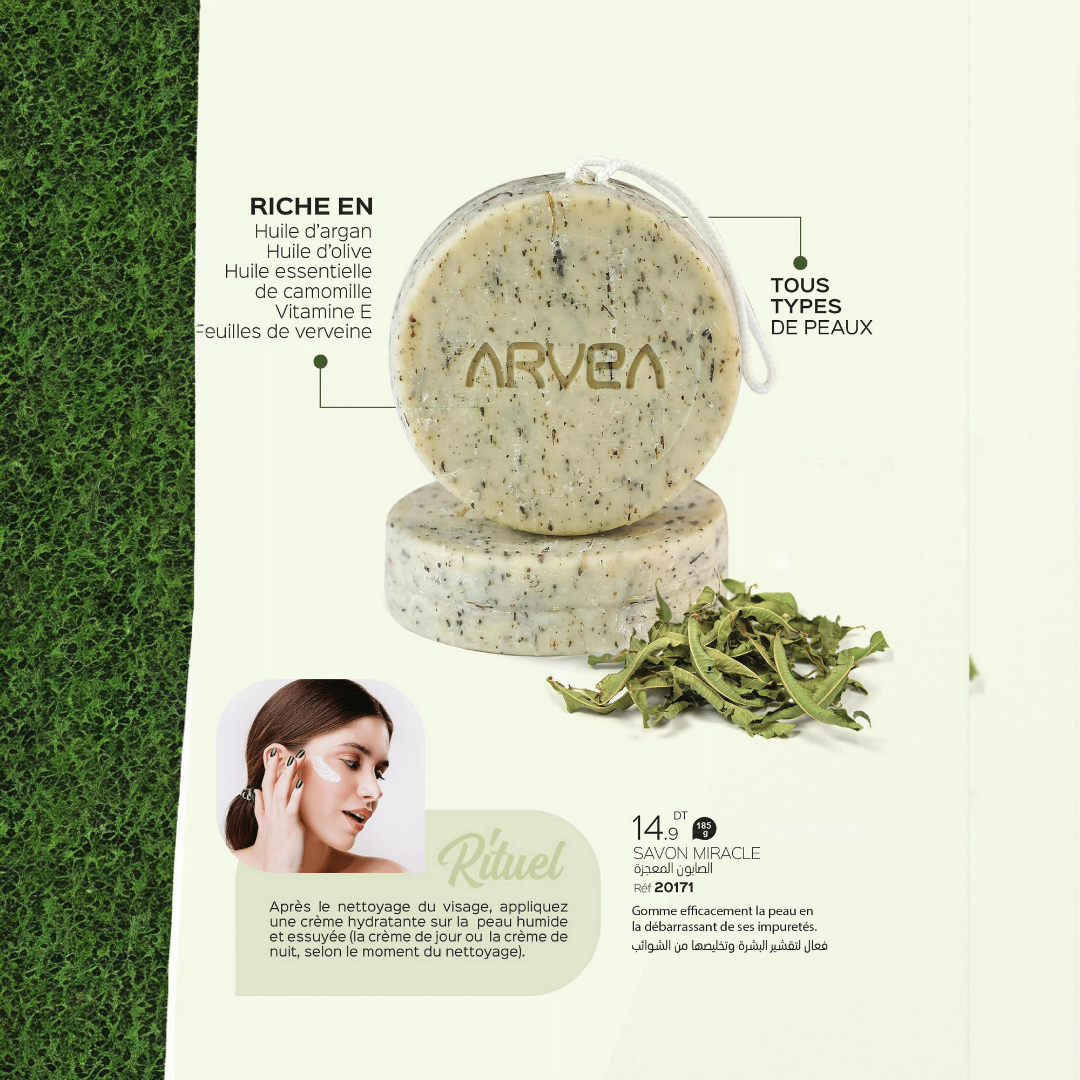 RICHE EN
Huile d’argan
Huile d’olive
Huile essentielle
de camomille
Vitamine E
Feuilles de verveine
TOUS
TYPES
DE PEAUX
ARVEA
Rituel
Après le nettoyage du visage, appliquez
une crème hydratante sur la peau humide
et essuyée (la crème de jour ou la crème de
nuit, selon le moment du nettoyage).
14.9 DT 185 g
SAVON MIRACLE
الصابون المعجزة
Réf 20171
Gomme efficacement la peau en
la débarrassant de ses impuretés.
فعال لتقشير البشرة وتخليصها من الشوائب